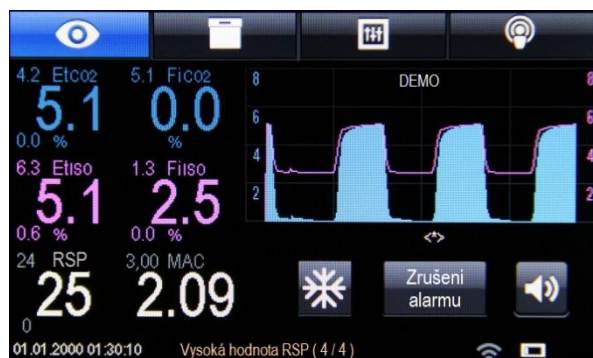 4.2 EtCO2 5.1 FiCO2
5.1 0.0
0.0 % %
6.3 EtIso 1.3 FiIso
5.1 2.5
0.6 % 0.0 %
24 RSP 3,00 MAC
25 2.09
0
8 DEMO 8
6 6
4 4
2 2
Zrušení
alarmu
01.01.2000 01:30:10 Vysoká hodnota RSP ( 4 / 4 )